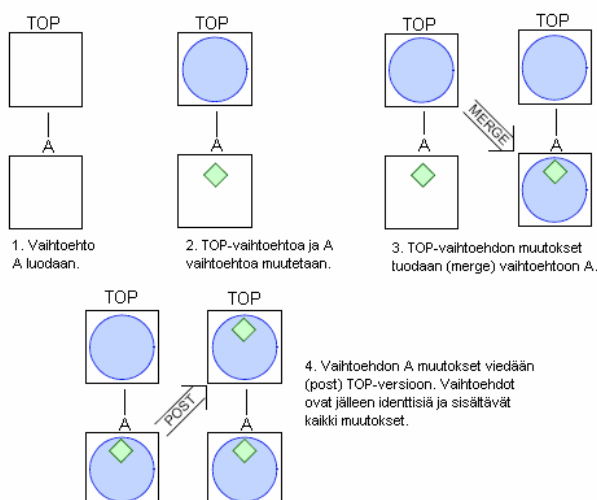 TOP
A
1. Vaihtoehto
A luodaan.
TOP
A
2. TOP-vaihtoehtoa ja A
vaihtoehtoa muutetaan.
TOP
A
MERGE
TOP
A
3. TOP-vaihtoehdon muutokset
tuodaan (merge) vaihtoehtoon A.
TOP
A
POST
TOP
A
4. Vaihtoehdon A muutokset viedään
(post) TOP-versioon. Vaihtoehdot
ovat jälleen identtisiä ja sisältävät
kaikki muutokset.